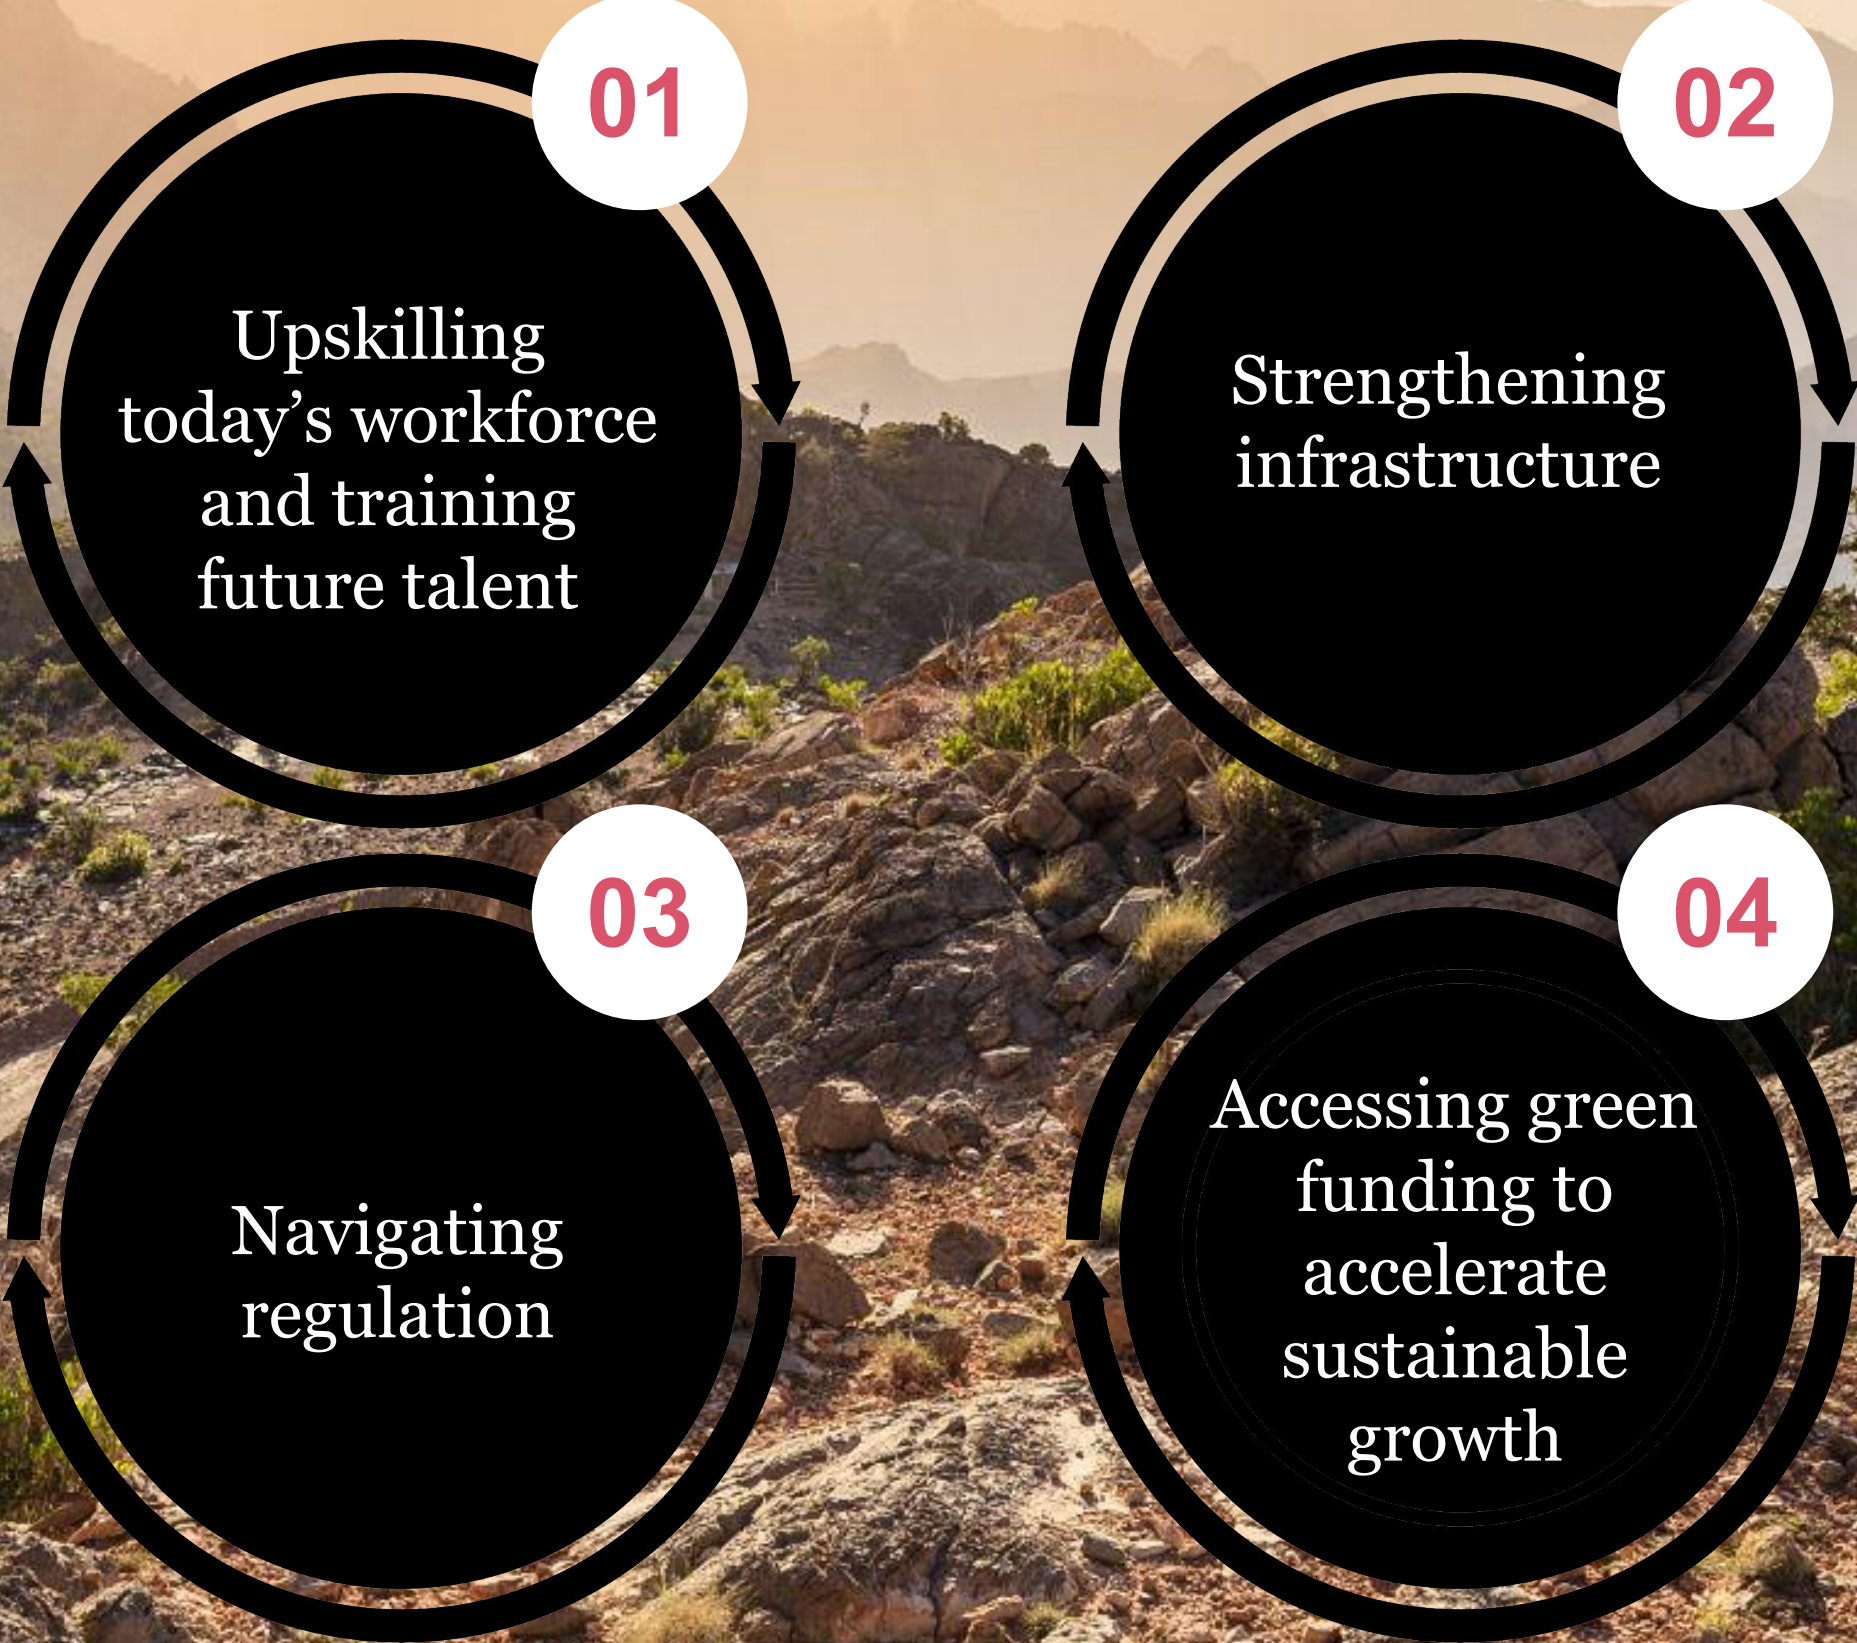 01
Upskilling
today’s workforce
and training
future talent
02
Strengthening
infrastructure
03
Navigating
regulation
04
Accessing green
funding to
accelerate
sustainable
growth